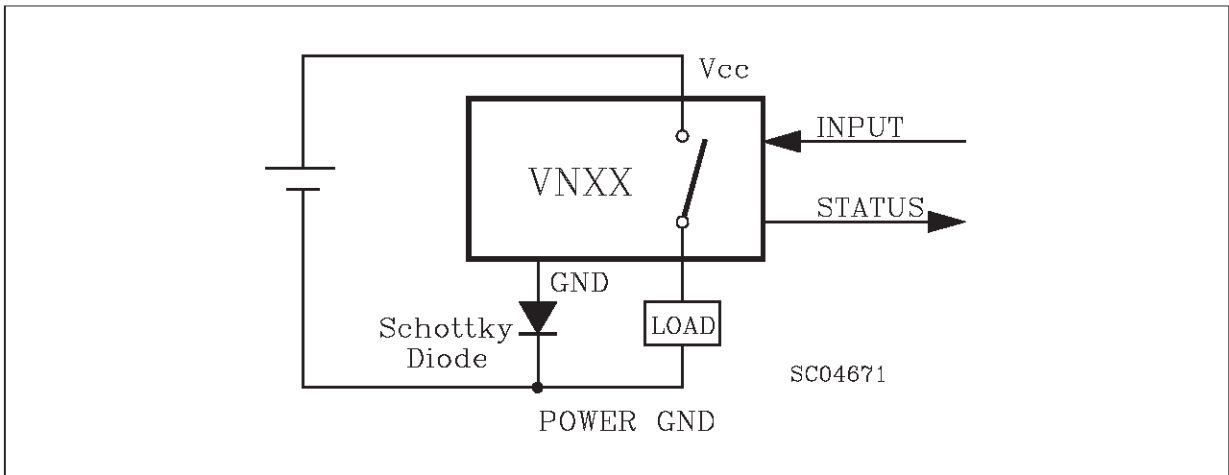 Vcc
INPUT
VNXX
STATUS
GND
Schottky
Diode
LOAD
SC04671
POWER GND